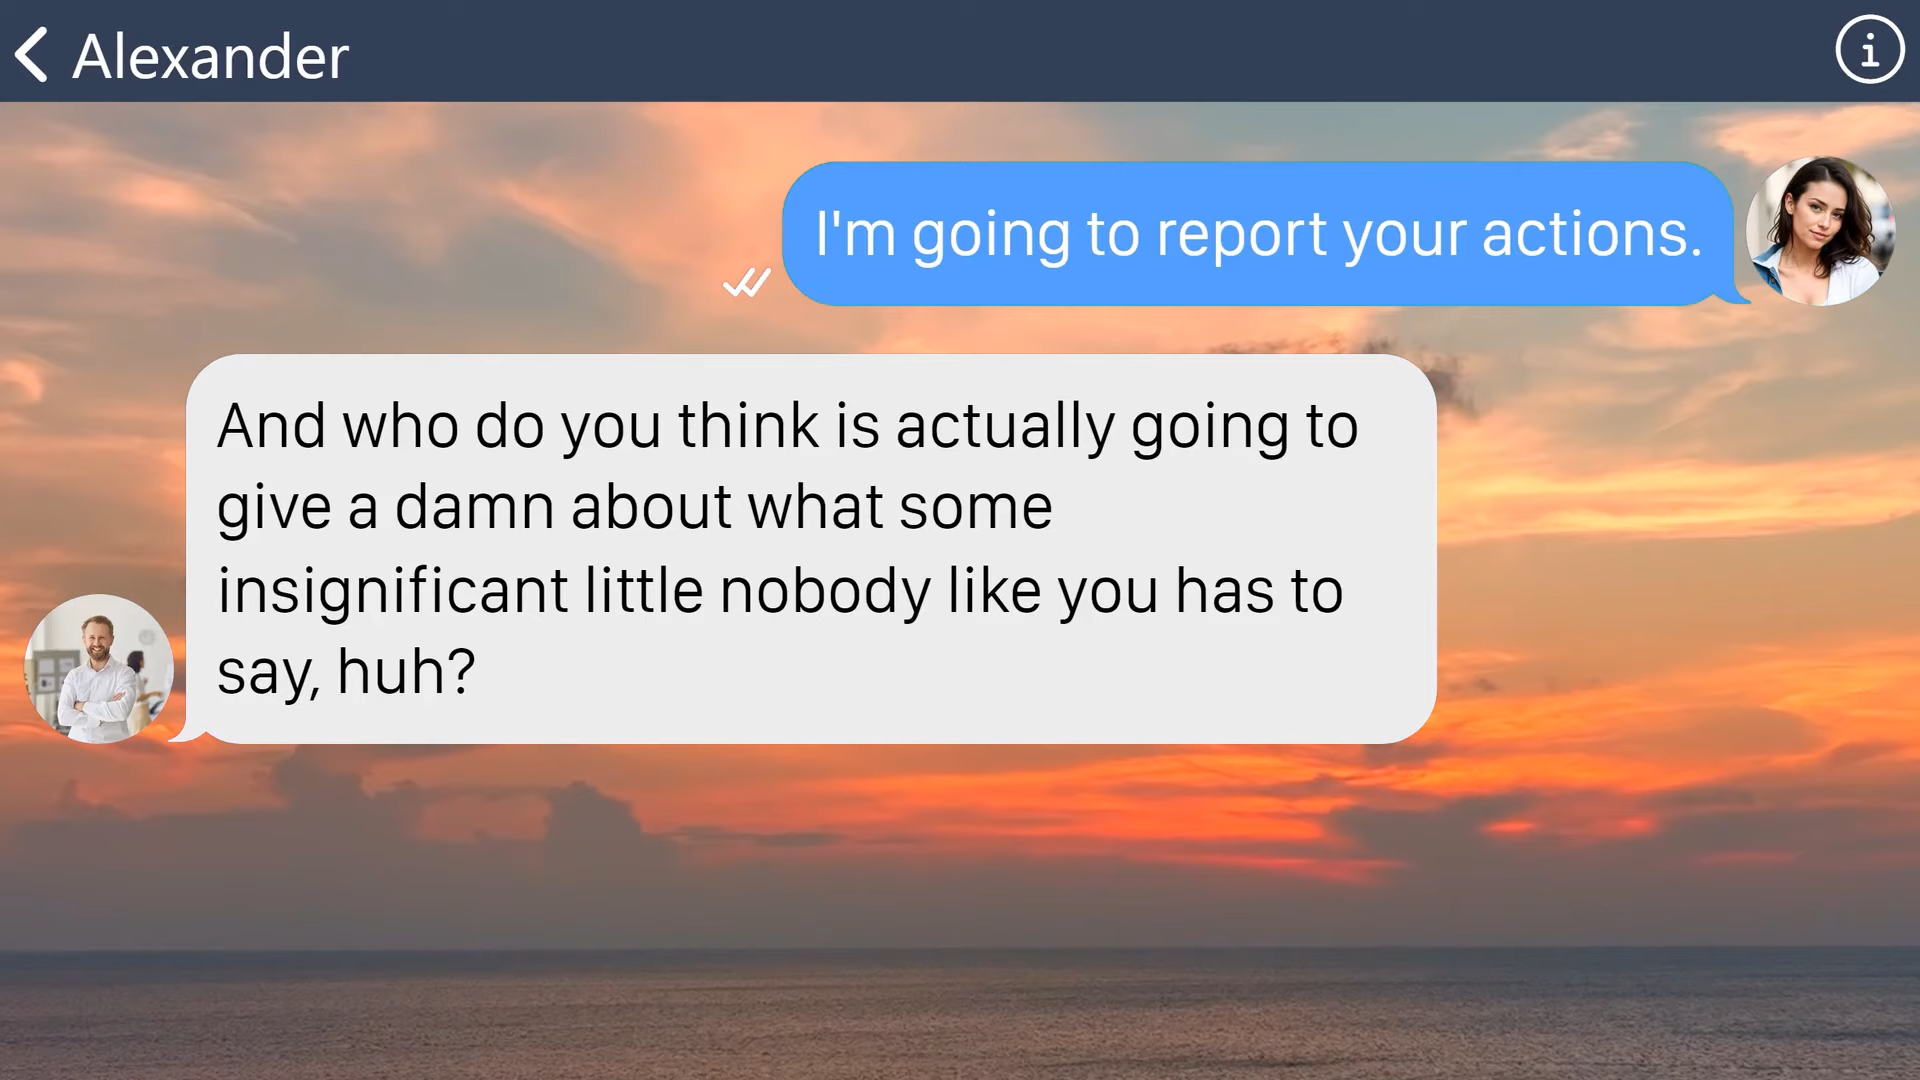 Alexander
I'm going to report your actions.
And who do you think is actually going to
give a damn about what some
insignificant little nobody like you has to
say, huh?